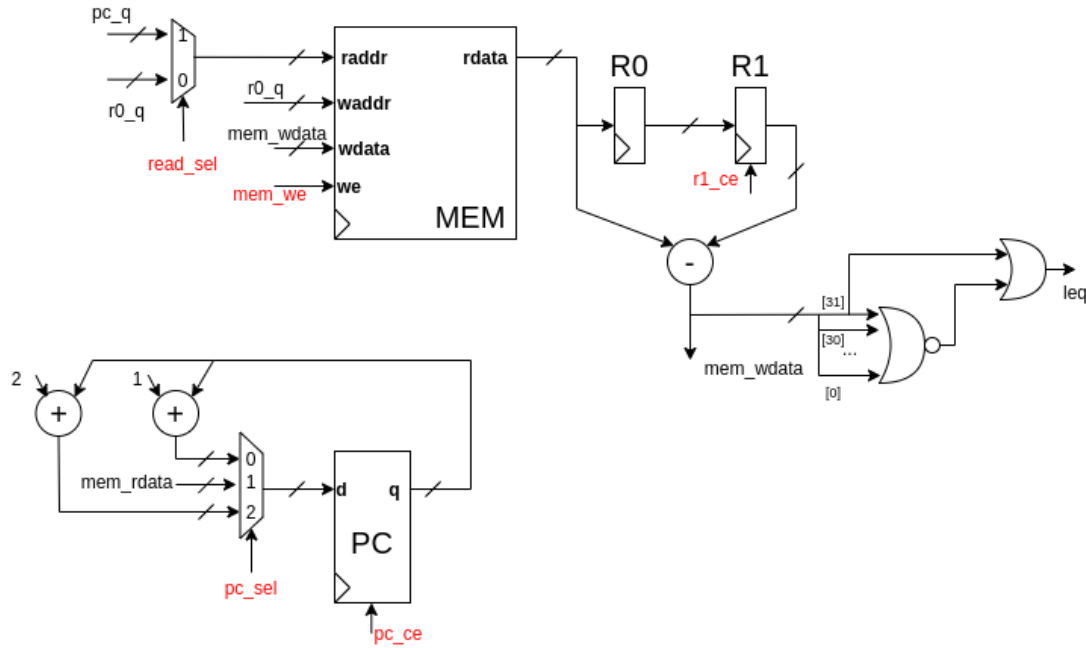 pc_q
1
0
r0_q
read_sel
raddr
rdata
r0_q
waddr
mem_wdata
wdata
mem_we
we
MEM
R0
R1
r1_ce
-
[31]
[30]
...
[0]
leq
mem_wdata
2
1
+
+
0
mem_rdata
1
2
pc_sel
d
q
PC
pc_ce